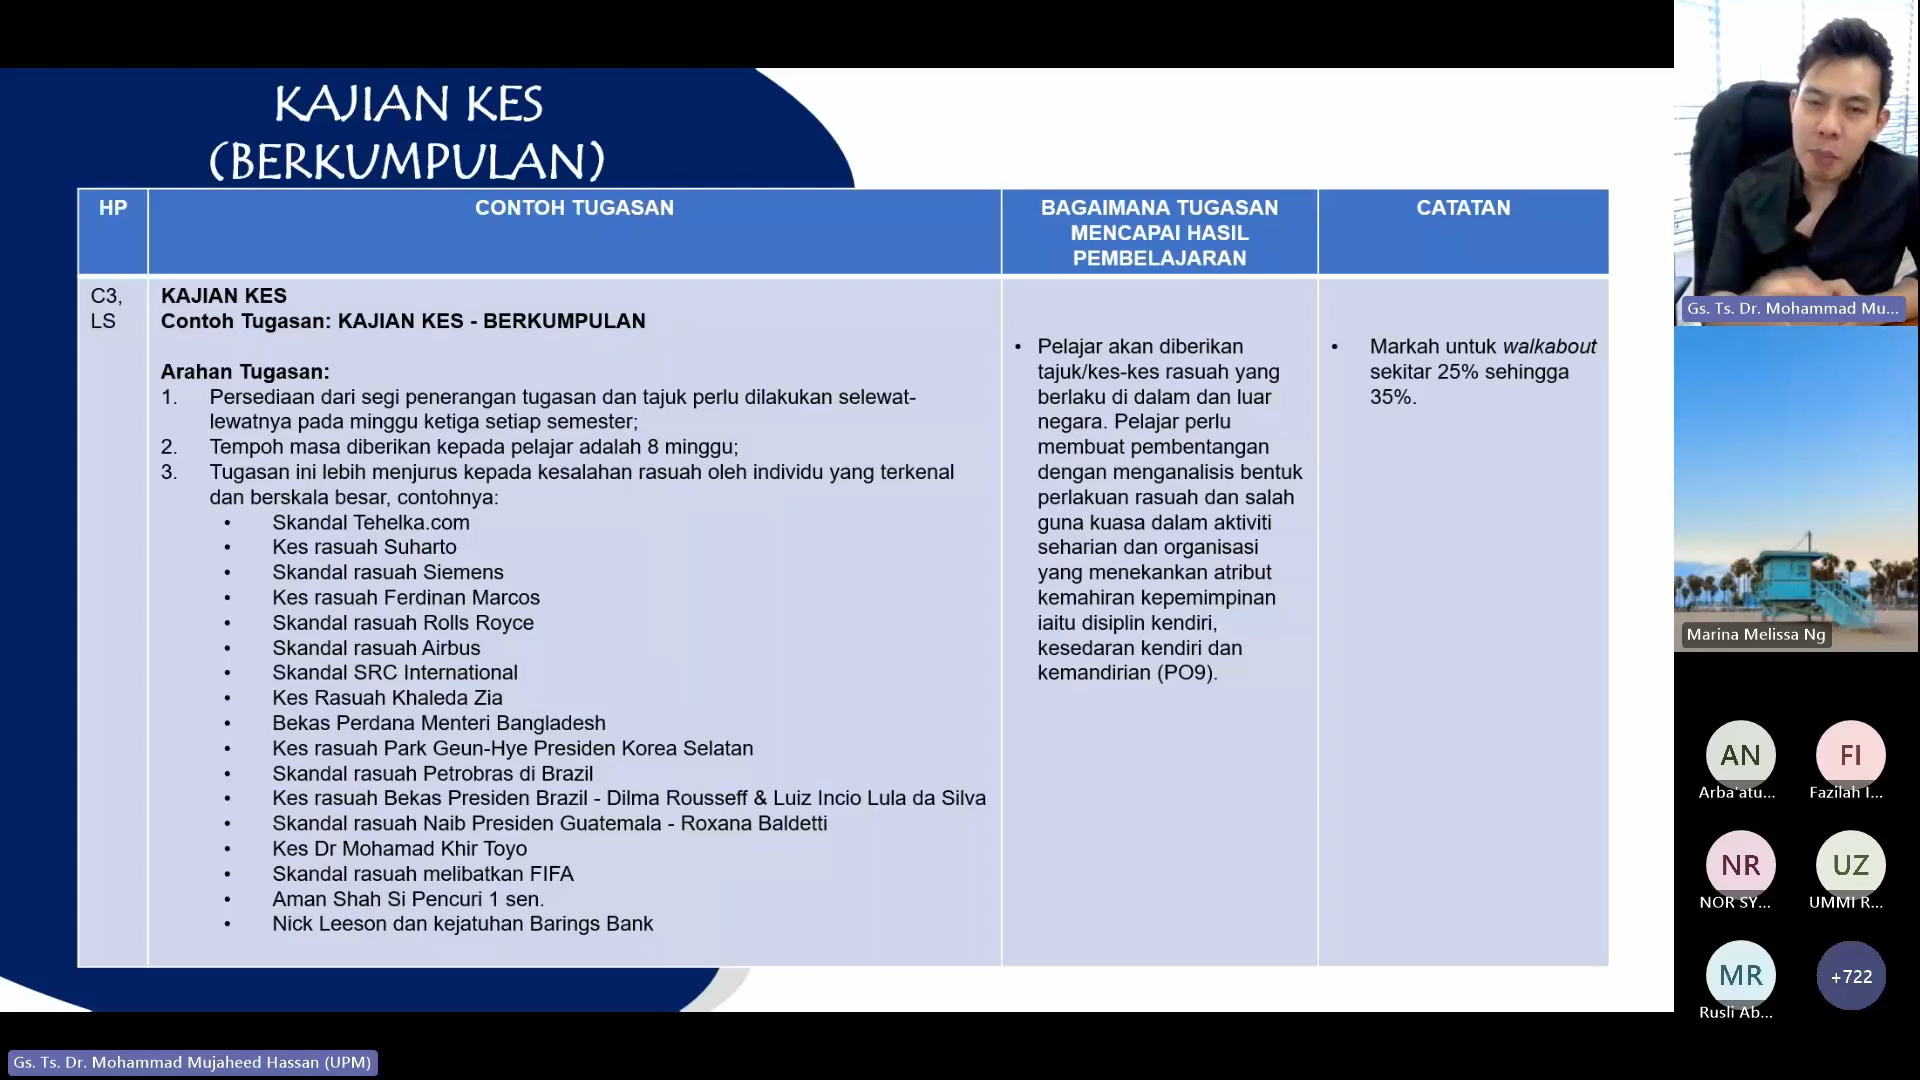 KAJIAN KES
(BERKUMPULAN)
HP
CONTOH TUGASAN
BAGAIMANA TUGASAN
MENCAPAI HASIL
PEMBELAJARAN
CATATAN
C3,
LS
KAJIAN KES
Contoh Tugasan: KAJIAN KES - BERKUMPULAN
Arahan Tugasan:
1. Persediaan dari segi penerangan tugasan dan tajuk perlu dilakukan selewat-
lewatnya pada minggu ketiga setiap semester;
2. Tempoh masa diberikan kepada pelajar adalah 8 minggu;
3. Tugasan ini lebih menjurus kepada kesalahan rasuah oleh individu yang terkenal
dan berskala besar, contohnya:
• Skandal Tehelka.com
• Kes rasuah Suharto
• Skandal rasuah Siemens
• Kes rasuah Ferdinan Marcos
• Skandal rasuah Rolls Royce
• Skandal rasuah Airbus
• Skandal SRC International
• Kes Rasuah Khaleda Zia
• Bekas Perdana Menteri Bangladesh
• Kes rasuah Park Geun-Hye Presiden Korea Selatan
• Skandal rasuah Petrobras di Brazil
• Kes rasuah Bekas Presiden Brazil - Dilma Rousseff & Luiz Incio Lula da Silva
• Skandal rasuah Naib Presiden Guatemala - Roxana Baldetti
• Kes Dr Mohamad Khir Toyo
• Skandal rasuah melibatkan FIFA
• Aman Shah Si Pencuri 1 sen.
• Nick Leeson dan kejatuhan Barings Bank
• Pelajar akan diberikan
tajuk/kes-kes rasuah yang
berlaku di dalam dan luar
negara. Pelajar perlu
membuat pembentangan
dengan menganalisis bentuk
perlakuan rasuah dan salah
guna kuasa dalam aktiviti
seharian dan organisasi
yang menekankan atribut
kemahiran kepemimpinan
iaitu disiplin kendiri,
kesedaran kendiri dan
kemandirian (PO9).
• Markah untuk walkabout
sekitar 25% sehingga
35%.
Gs. Ts. Dr. Mohammad Mu...
Marina Melissa Ng
AN
Arba'atu...
FI
Fazilah I...
NR
NOR SY...
UZ
UMMI R...
MR
Rusli Ab...
+722
Gs. Ts. Dr. Mohammad Mujaheed Hassan (UPM)